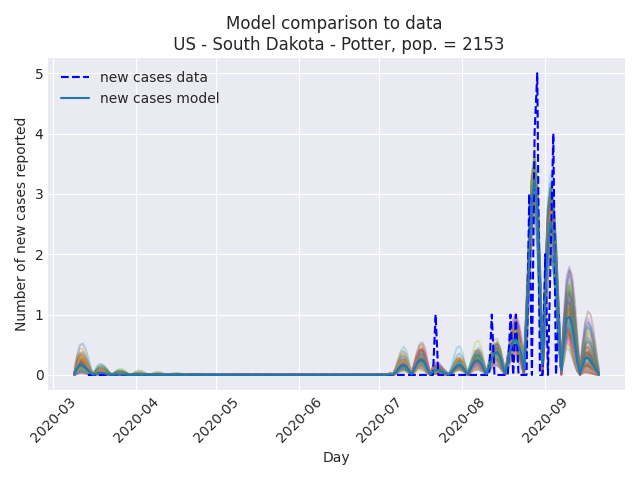 Model comparison to data
US - South Dakota - Potter, pop. = 2153
new cases data
new cases model
Number of new cases reported
5
4
3
2
1
0
2020-03
2020-04
2020-05
2020-06
2020-07
2020-08
2020-09
Day